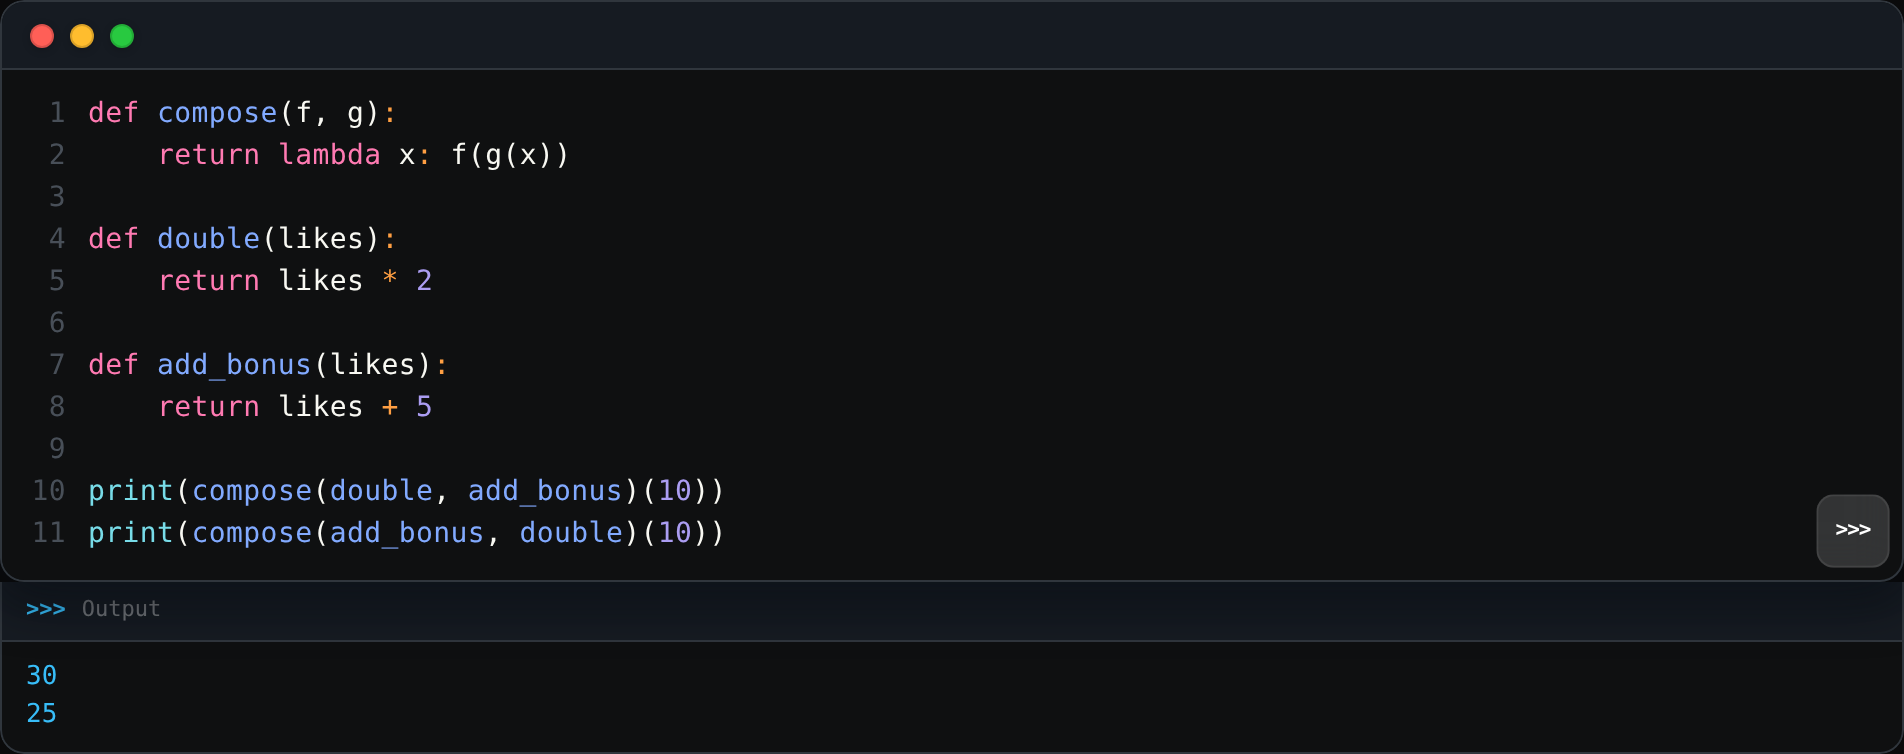 1 def compose(f, g):
2     return lambda x: f(g(x))
3
4 def double(likes):
5     return likes * 2
6
7 def add_bonus(likes):
8     return likes + 5
9
10 print(compose(double, add_bonus)(10))
11 print(compose(add_bonus, double)(10))
>>>
>>> Output
30
25